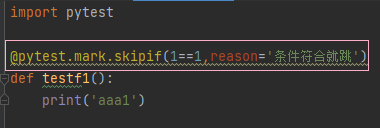 import pytest
@pytest.mark.skipif(1==1,reason='条件符合就跳')
def testf1():
print('aaa1')